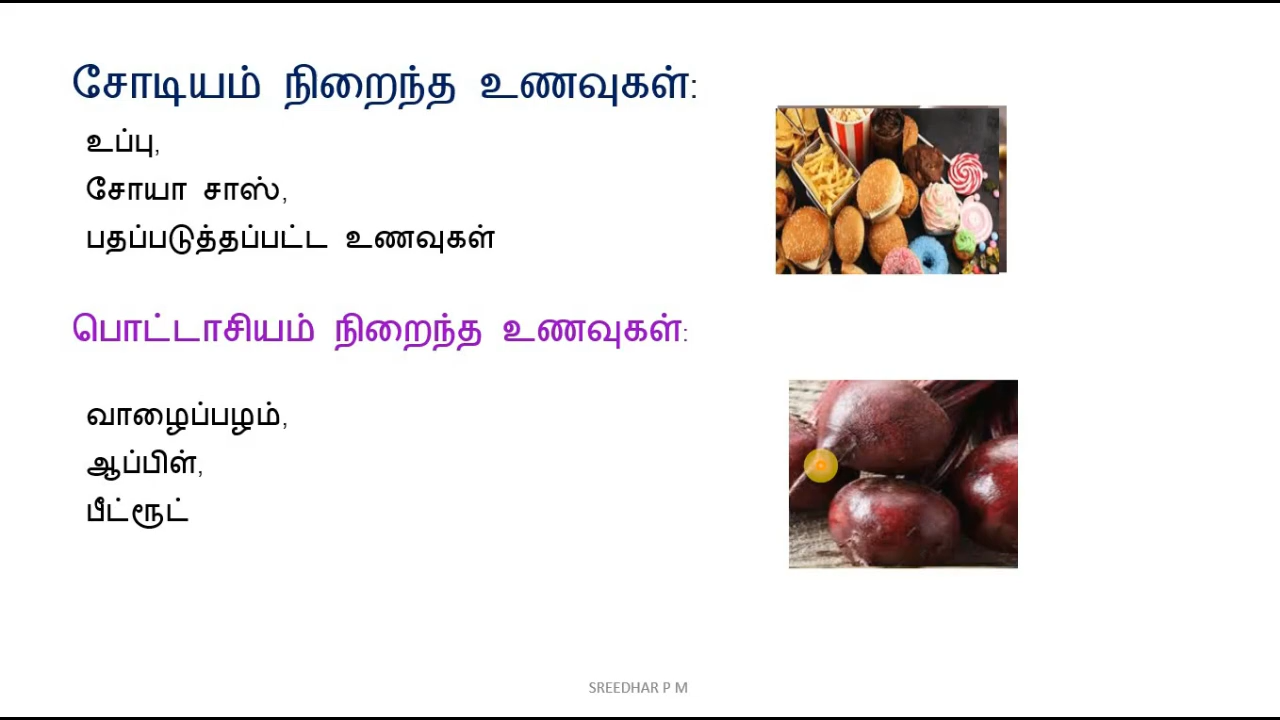 சோடியம் நிறைந்த உணவுகள்:
உப்பு,
சோயா சாஸ்,
பதப்படுத்தப்பட்ட உணவுகள்
பொட்டாசியம் நிறைந்த உணவுகள்:
வாழைப்பழம்,
ஆப்பிள்,
பீட்ரூட்
SREEDHAR P M